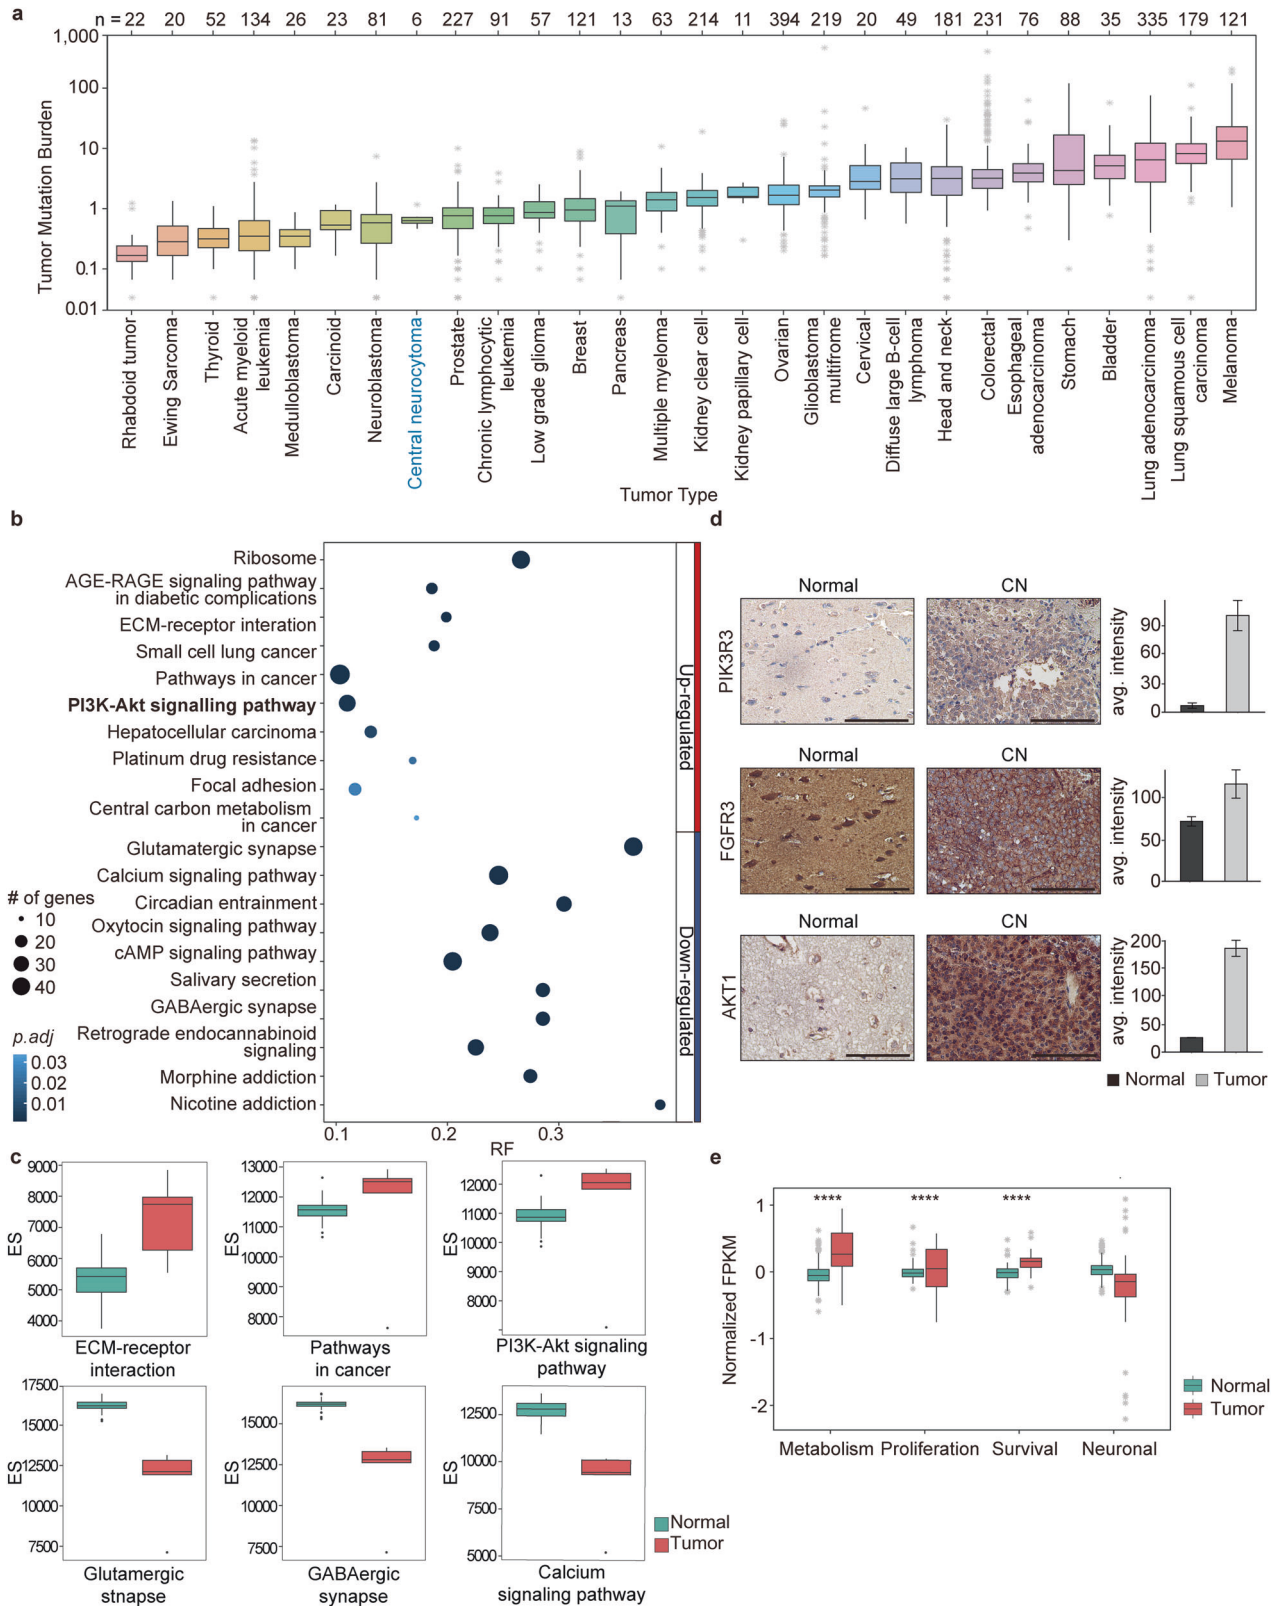 a
n = 22 20 52 134 26 23 81 6 227 91 57 121 13 63 214 11 394 219 20 49 181 231 76 88 35 335 179 121
Tumor Mutation Burden
1,000
100
10
1
0.1
0.01
Rhabdoid tumor
Ewing Sarcoma
Thyroid
Acute myeloid
leukemia
Medulloblastoma
Carcinoid
Neuroblastoma
Central neurocytoma
Prostate
Chronic lymphocytic
leukemia
Low grade glioma
Breast
Pancreas
Multiple myeloma
Kidney clear cell
Kidney papillary cell
Ovarian
Glioblastoma
multifrome
Cervical
Diffuse large B-cell
lymphoma
Head and neck
Colorectal
Esophageal
adenocarcinoma
Stomach
Bladder
Lung adenocarcinoma
Lung squamous cell
carcinoma
Melanoma
Tumor Type
b
Ribosome
AGE-RAGE signaling pathway
in diabetic complications
ECM-receptor interation
Small cell lung cancer
Pathways in cancer
PI3K-Akt signalling pathway
Hepatocellular carcinoma
Platinum drug resistance
Focal adhesion
Central carbon metabolism
in cancer
Glutamatergic synapse
Calcium signaling pathway
Circadian entrainment
Oxytocin signaling pathway
cAMP signaling pathway
Salivary secretion
GABAergic synapse
Retrograde endocannabinoid
signaling
Morphine addiction
Nicotine addiction
Up-regulated
Down-regulated
# of genes
10
20
30
40
p.adj
0.03
0.02
0.01
0.1 0.2 0.3
RF
d
Normal CN
PIK3R3
avg. intensity
90
60
30
0
Normal CN
FGFR3
avg. intensity
100
50
0
Normal CN
AKT1
avg. intensity
200
150
100
50
0
Normal Tumor
c
ES
9000
8000
7000
6000
5000
4000
ECM-receptor
interaction
ES
13000
12000
11000
10000
9000
8000
Pathways
in cancer
ES
12000
11000
10000
9000
8000
PI3K-Akt signaling
pathway
ES
17500
15000
12500
10000
7500
Glutamergic
stnapse
ES
15000
12500
10000
7500
GABAergic
synapse
ES
12500
10000
7500
5000
Calcium
signaling pathway
Normal
Tumor
e
Normalized FPKM
1
0
-1
-2
**** **** ****
Metabolism Proliferation Survival Neuronal
Normal
Tumor